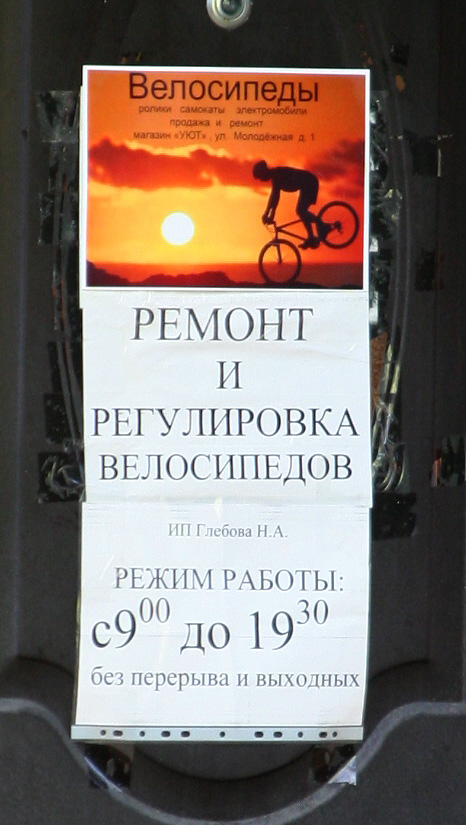 Велосипеды
ролики самокаты электромобили
продажа и ремонт
магазин «УЮТ» , ул. Молодёжная д. 1
РЕМОНТ
И
РЕГУЛИРОВКА
ВЕЛОСИПЕДОВ
ИП Глебова Н.А.
РЕЖИМ РАБОТЫ:
с9⁰⁰ до 19³⁰
без перерыва и выходных